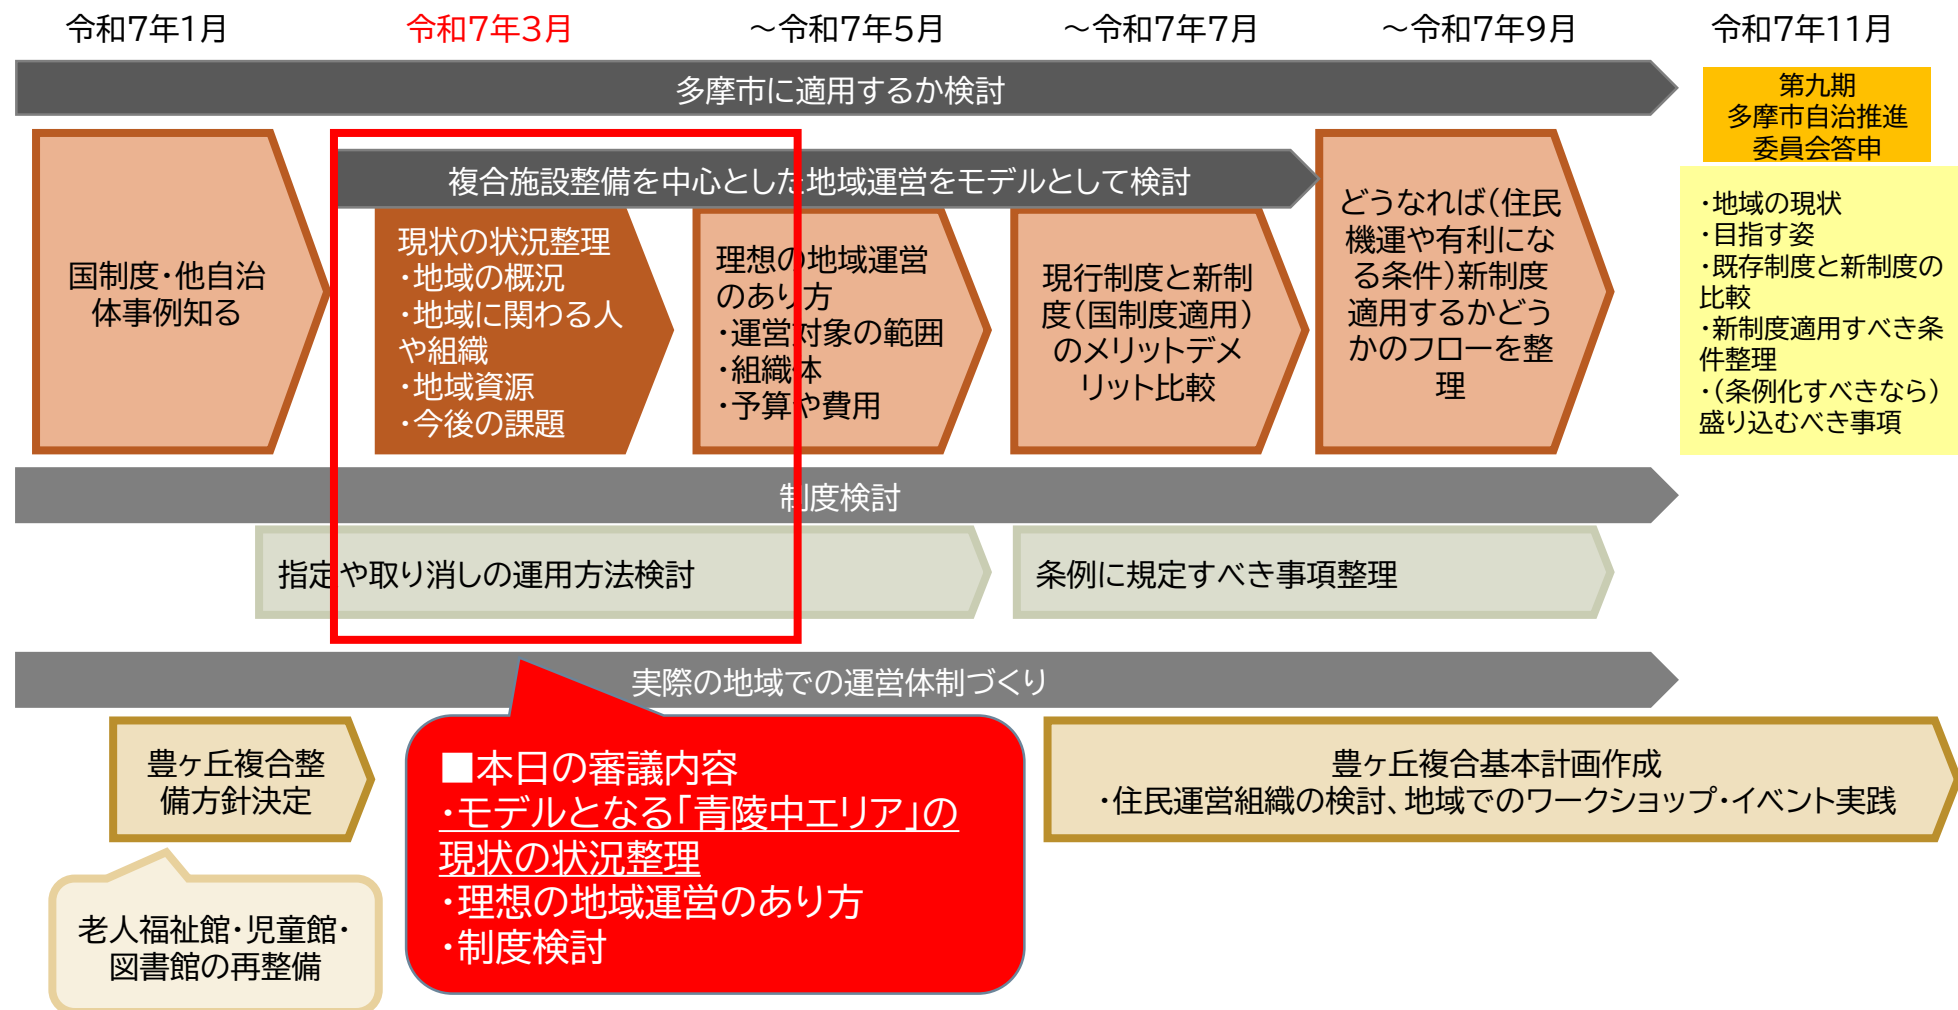 令和7年1月
令和7年3月
～令和7年5月
～令和7年7月
～令和7年9月
令和7年11月
多摩市に適用するか検討
第九期
多摩市自治推進
委員会答申
複合施設整備を中心とした地域運営をモデルとして検討
国制度・他自治
体事例知る
現状の状況整理
・地域の概況
・地域に関わる人
や組織
・地域資源
・今後の課題
理想の地域運営
のあり方
・運営対象の範囲
・組織体
・予算や費用
現行制度と新制
度(国制度適用)
のメリットデメ
リット比較
どうなれば(住民
機運や有利にな
る条件)新制度
適用するかどう
かのフローを整
理
・地域の現状
・目指す姿
・既存制度と新制度の
比較
・新制度適用すべき条
件整理
・(条例化すべきなら)
盛り込むべき事項
制度検討
指定や取り消しの運用方法検討
条例に規定すべき事項整理
実際の地域での運営体制づくり
豊ヶ丘複合整
備方針決定
■本日の審議内容
・モデルとなる「青陵中エリア」の
現状の状況整理
・理想の地域運営のあり方
・制度検討
豊ヶ丘複合基本計画作成
・住民運営組織の検討、地域でのワークショップ・イベント実践
老人福祉館・児童館・
図書館の再整備